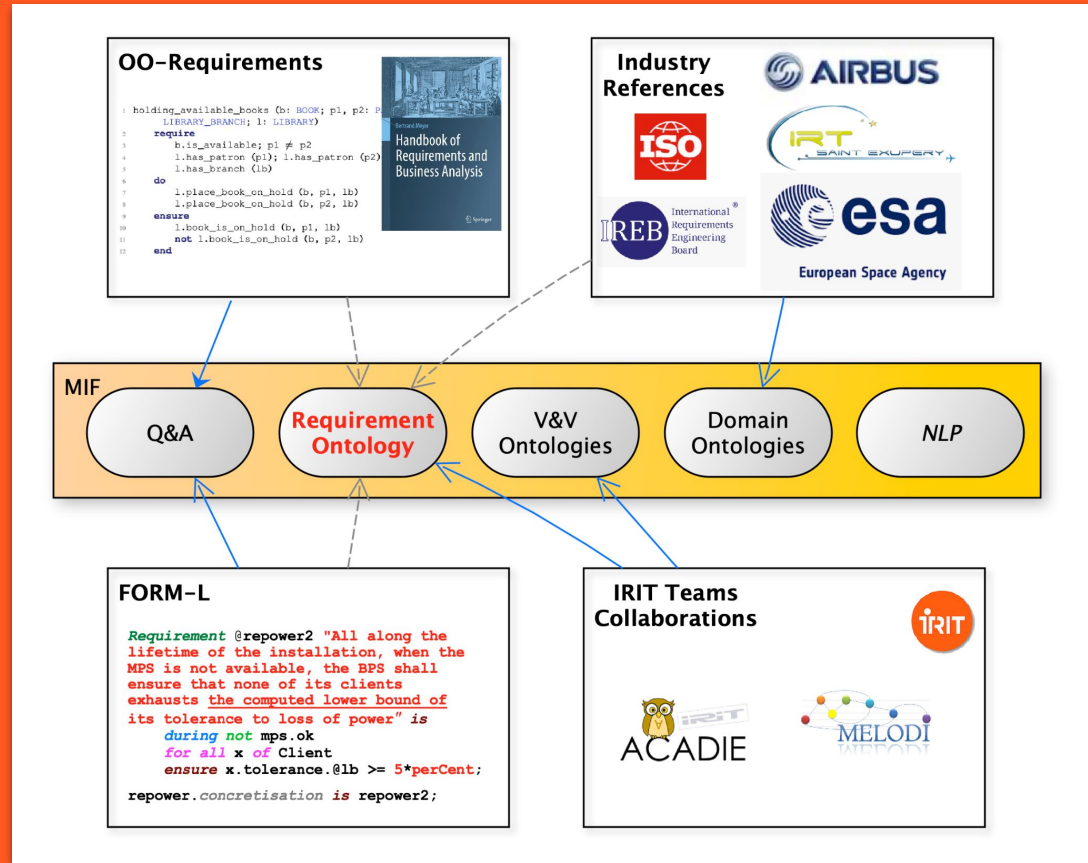 OO-Requirements
1 holding_available_books (b: BOOK; p1, p2: P
LIBRARY_BRANCH; l: LIBRARY)
2 require
3 b.is_available; p1 ≠ p2
4 l.has_patron (p1); l.has_patron (p2)
5 l.has_branch (lb)
6 do
7 l.place_book_on_hold (b, p1, lb)
8 l.place_book_on_hold (b, p2, lb)
9 ensure
10 l.book_is_on_hold (b, p1, lb)
11 not l.book_is_on_hold (b, p2, lb)
12 end
Bertrand Meyer
Handbook of
Requirements and
Business Analysis
Springer
Industry
References
AIRBUS
ISO
IRT
SAINT EXUPERY
IREB
International
Requirements
Engineering
Board
®
esa
European Space Agency
MIF
Q&A
Requirement
Ontology
V&V
Ontologies
Domain
Ontologies
NLP
FORM-L
Requirement @repower2 "All along the
lifetime of the installation, when the
MPS is not available, the BPS shall
ensure that none of its clients
exhausts the computed lower bound of
its tolerance to loss of power" is
during not mps.ok
for all x of Client
ensure x.tolerance.@lb >= 5*perCent;
repower.concretisation is repower2;
IRIT Teams
Collaborations
iRIT
iRiT
ACADIE
MELODI